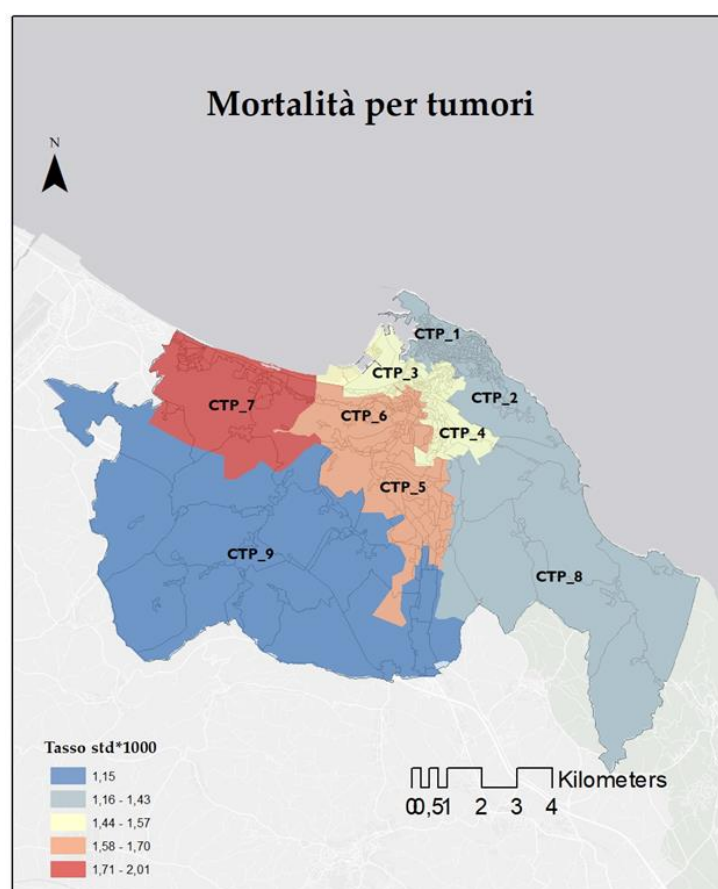 Mortalità per tumori
N
CTP_1
CTP_3
CTP_2
CTP_7
CTP_6
CTP_4
CTP_5
CTP_9
CTP_8
Tasso std*1000
1,15
1,16 - 1,43
1,44 - 1,57
1,58 - 1,70
1,71 - 2,01
Kilometers
00,51 2 3 4